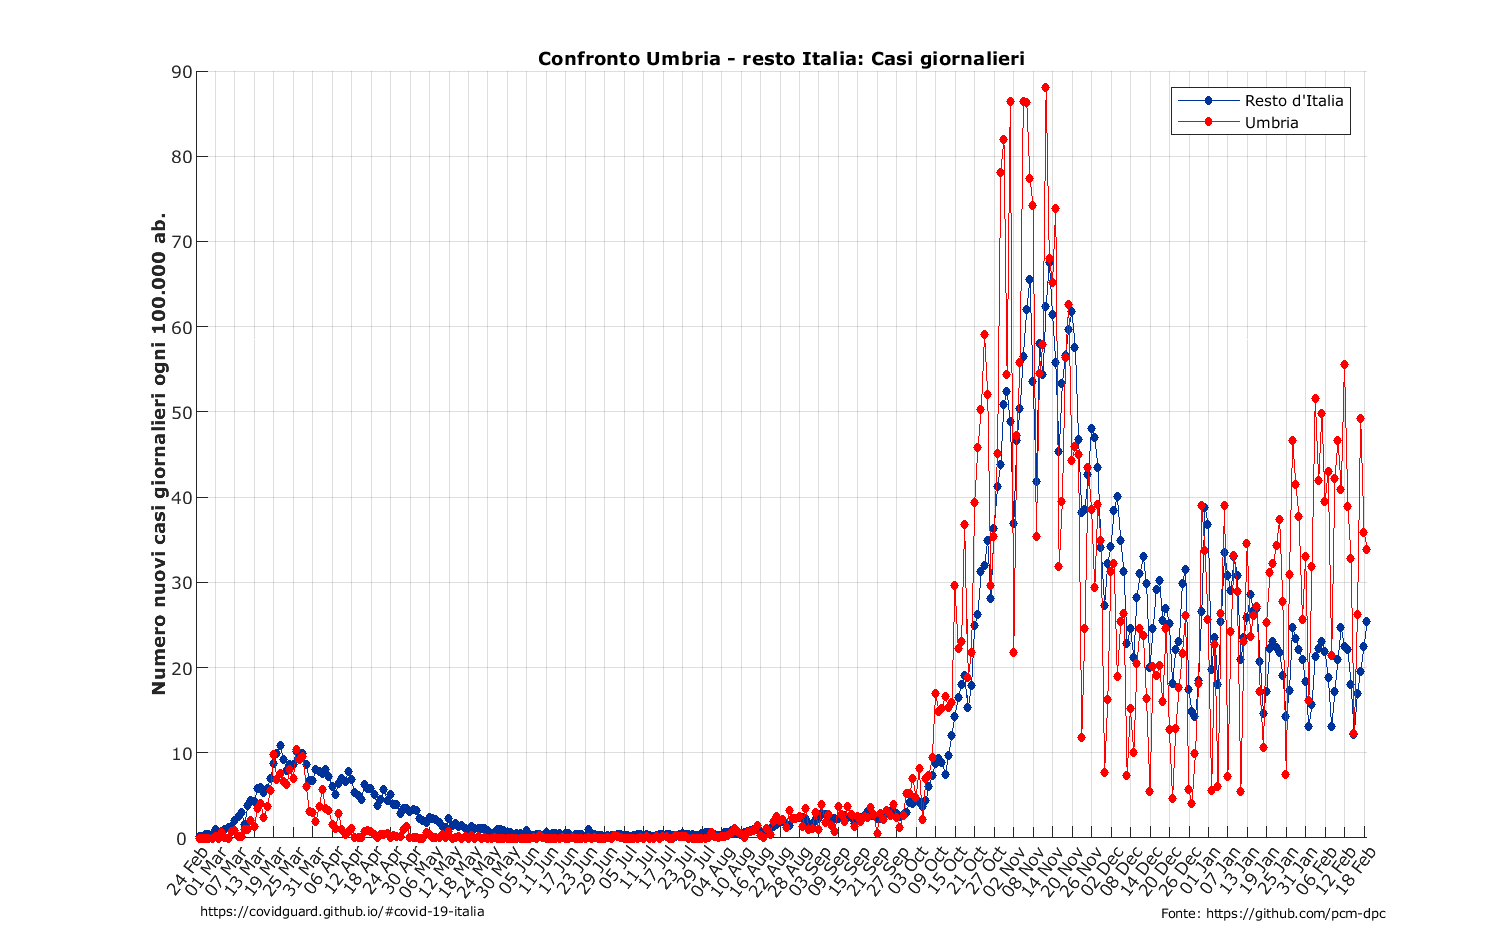 Confronto Umbria - resto Italia: Casi giornalieri
Resto d'Italia
Umbria
Numero nuovi casi giornalieri ogni 100.000 ab.
90
80
70
60
50
40
30
20
10
0
24 Feb
01 Mar
07 Mar
13 Mar
19 Mar
25 Mar
31 Mar
06 Apr
12 Apr
18 Apr
24 Apr
30 Apr
06 May
12 May
18 May
24 May
30 May
05 Jun
11 Jun
17 Jun
23 Jun
29 Jun
05 Jul
11 Jul
17 Jul
23 Jul
29 Jul
04 Aug
10 Aug
16 Aug
22 Aug
28 Aug
03 Sep
09 Sep
15 Sep
21 Sep
27 Sep
03 Oct
09 Oct
15 Oct
21 Oct
27 Oct
02 Nov
08 Nov
14 Nov
20 Nov
26 Nov
02 Dec
08 Dec
14 Dec
20 Dec
26 Dec
01 Jan
07 Jan
13 Jan
19 Jan
25 Jan
31 Jan
06 Feb
12 Feb
18 Feb
https://covidguard.github.io/#covid-19-italia
Fonte: https://github.com/pcm-dpc